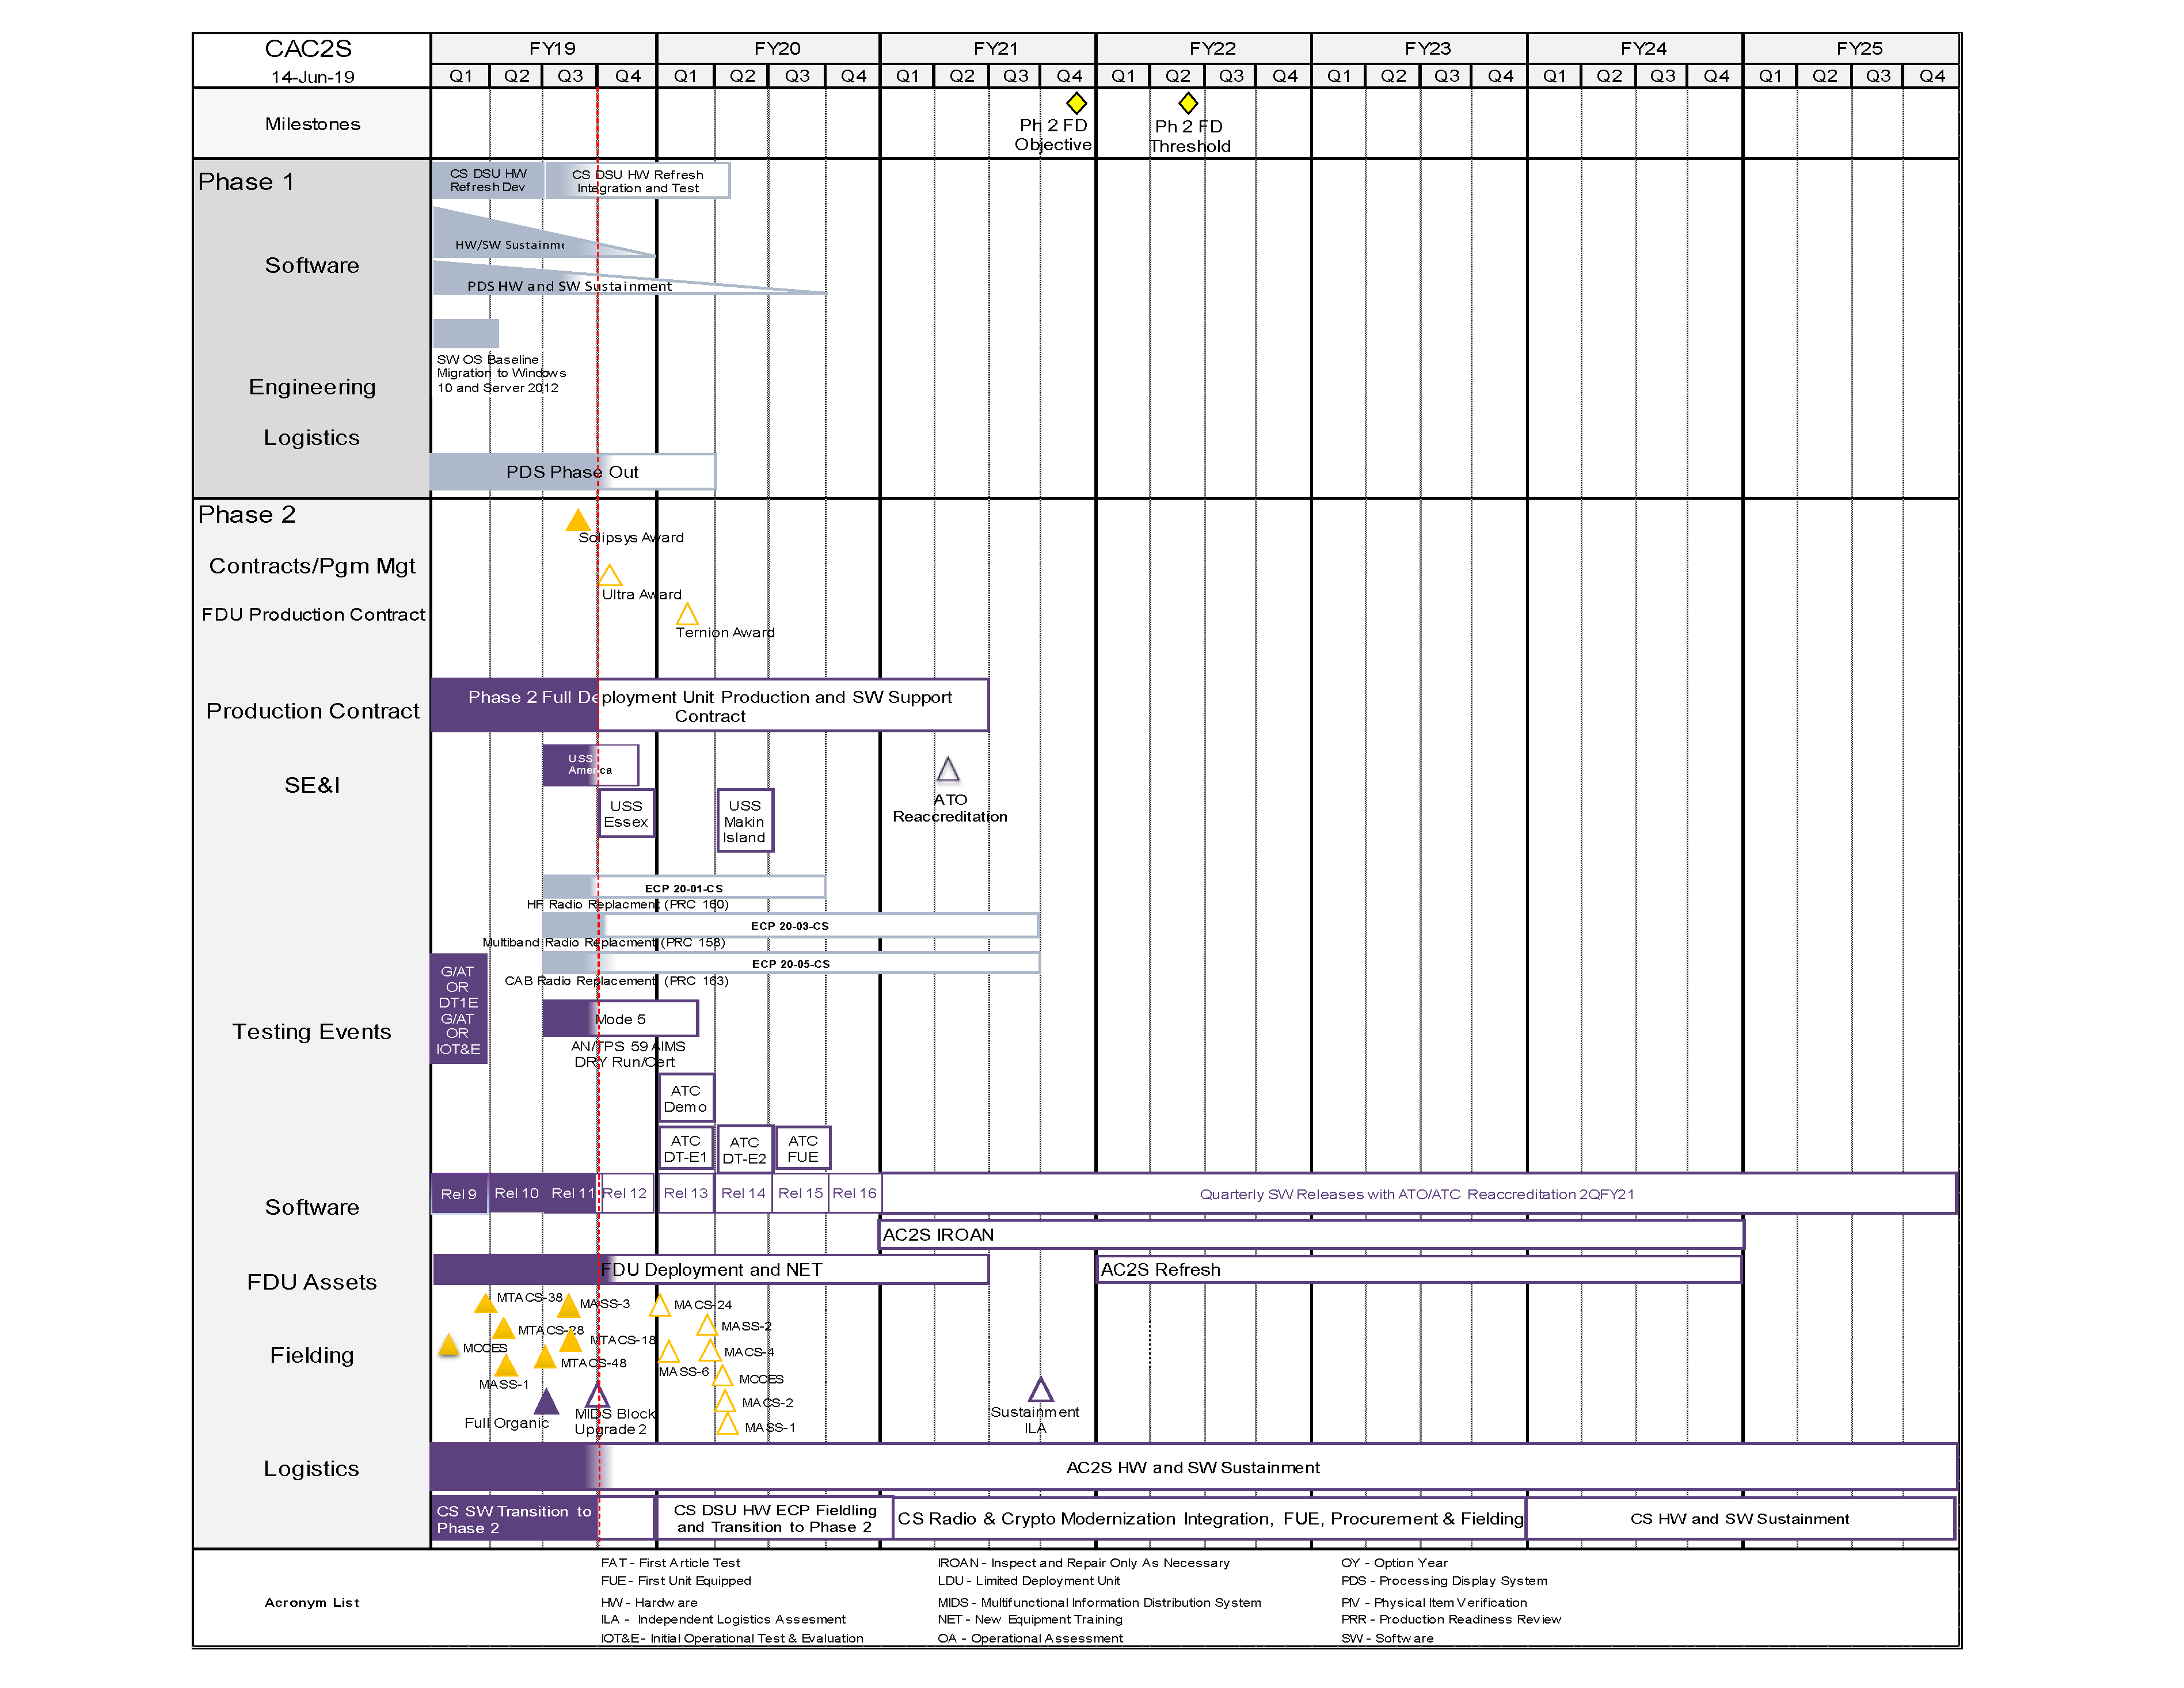 CAC2S
14-Jun-19
FY19 FY20 FY21 FY22 FY23 FY24 FY25
Q1 Q2 Q3 Q4 Q1 Q2 Q3 Q4 Q1 Q2 Q3 Q4 Q1 Q2 Q3 Q4 Q1 Q2 Q3 Q4 Q1 Q2 Q3 Q4 Q1 Q2 Q3 Q4
Milestones
Ph 2 FD
Objective
Ph 2 FD
Threshold
Phase 1
CS DSU HW
Refresh Dev
CS DSU HW Refresh
Integration and Test
Software
HW/SW Sustainme
PDS HW and SW Sustainment
Engineering
SW OS Baseline
Migration to Windows
10 and Server 2012
Logistics
PDS Phase Out
Phase 2
Solipsys Award
Contracts/Pgm Mgt
Ultra Award
FDU Production Contract
Ternion Award
Production Contract
Phase 2 Full Deployment Unit Production and SW Support
Contract
SE&I
USS
America
USS
Essex
USS
Makin
Island
ATO
Reaccreditation
ECP 20-01-CS
HF Radio Replacment (PRC 160)
ECP 20-03-CS
Multiband Radio Replacment (PRC 158)
ECP 20-05-CS
CAB Radio Replacement (PRC 163)
Testing Events
G/AT
OR
DT1E
G/AT
OR
IOT&E
Mode 5
AN/TPS 59 AIMS
DRY Run/Cert
ATC
Demo
ATC
DT-E1
ATC
DT-E2
ATC
FUE
Software
Rel 9 Rel 10 Rel 11 Rel 12 Rel 13 Rel 14 Rel 15 Rel 16
Quarterly SW Releases with ATO/ATC Reaccreditation 2QFY21
AC2S IROAN
FDU Assets
FDU Deployment and NET
AC2S Refresh
Fielding
MTACS-38
MASS-3
MACS-24
MTACS-28
MASS-2
MTACS-18
MCCES
MACS-4
MTACS-48
MASS-6
MASS-1
MCCES
MACS-2
MASS-1
Full Organic
MIDS Block
Upgrade 2
Sustainment
ILA
Logistics
AC2S HW and SW Sustainment
CS SW Transition to
Phase 2
CS DSU HW ECP Fieldling
and Transition to Phase 2
CS Radio & Crypto Modernization Integration, FUE, Procurement & Fielding
CS HW and SW Sustainment
Acronym List
FAT - First Article Test
FUE - First Unit Equipped
HW - Hardware
ILA - Independent Logistics Assesment
IOT&E - Initial Operational Test & Evaluation
IROAN - Inspect and Repair Only As Necessary
LDU - Limited Deployment Unit
MIDS - Multifunctional Information Distribution System
NET - New Equipment Training
OA - Operational Assessment
OY - Option Year
PDS - Processing Display System
PIV - Physical Item Verification
PRR - Production Readiness Review
SW - Software